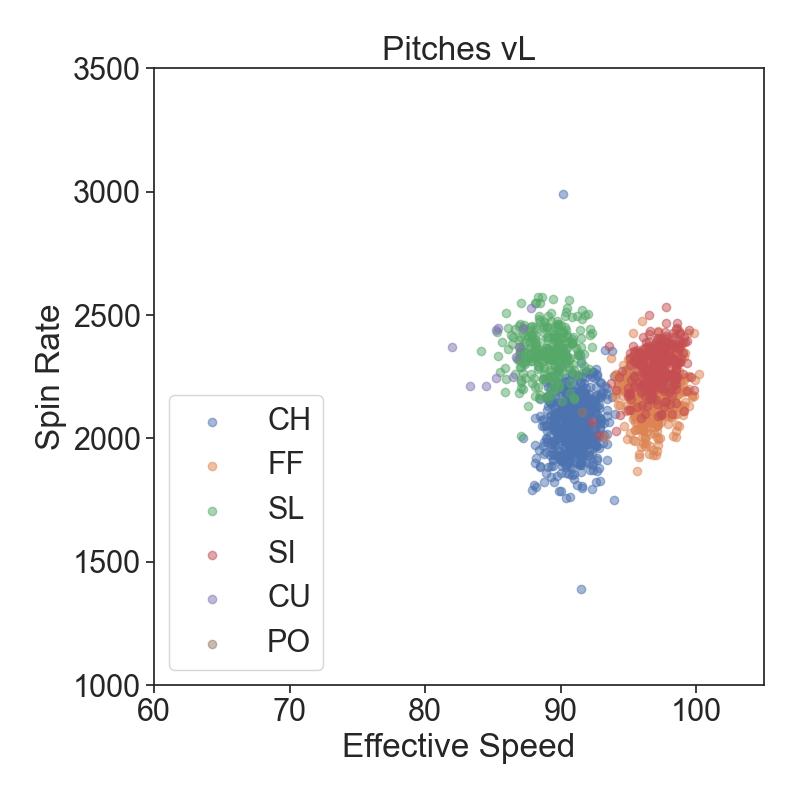 Pitches vL
3500
3000
2500
2000
1500
1000
Spin Rate
CH
FF
SL
SI
CU
PO
60 70 80 90 100
Effective Speed